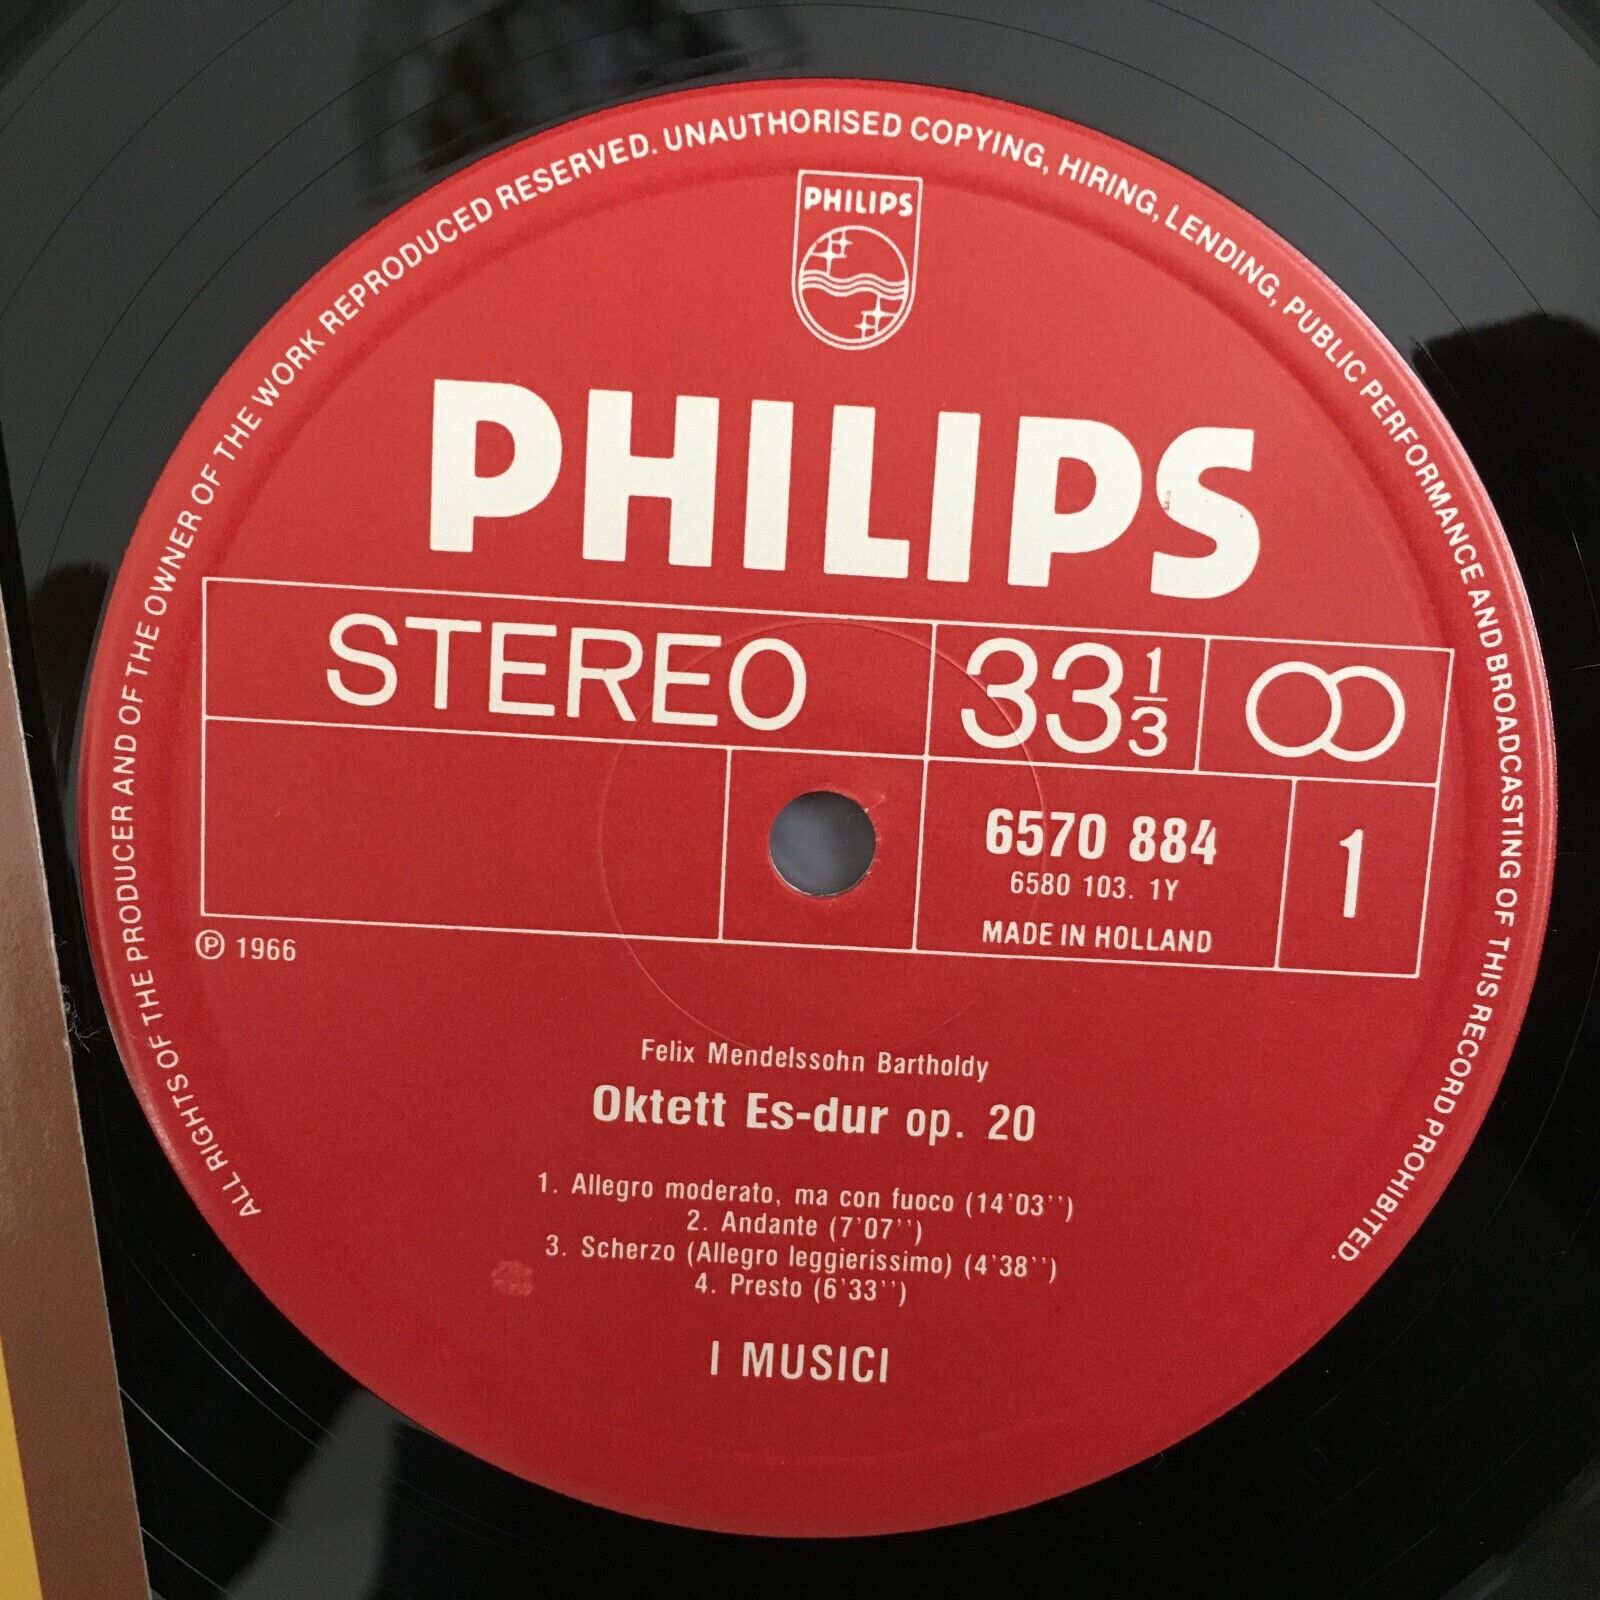 ALL RIGHTS OF THE PRODUCER AND OF THE OWNER OF THE WORK REPRODUCED RESERVED. UNAUTHORISED COPYING, HIRING, LENDING, PUBLIC PERFORMANCE AND BROADCASTING OF THIS RECORD PROHIBITED.
PHILIPS
PHILIPS
STEREO 33 1/3
6570 884 1
6580 103. 1Y
MADE IN HOLLAND
℗ 1966
Felix Mendelssohn Bartholdy
Oktett Es-dur op. 20
1. Allegro moderato, ma con fuoco (14'03'')
2. Andante (7'07'')
3. Scherzo (Allegro leggierissimo) (4'38'')
4. Presto (6'33'')
I MUSICI